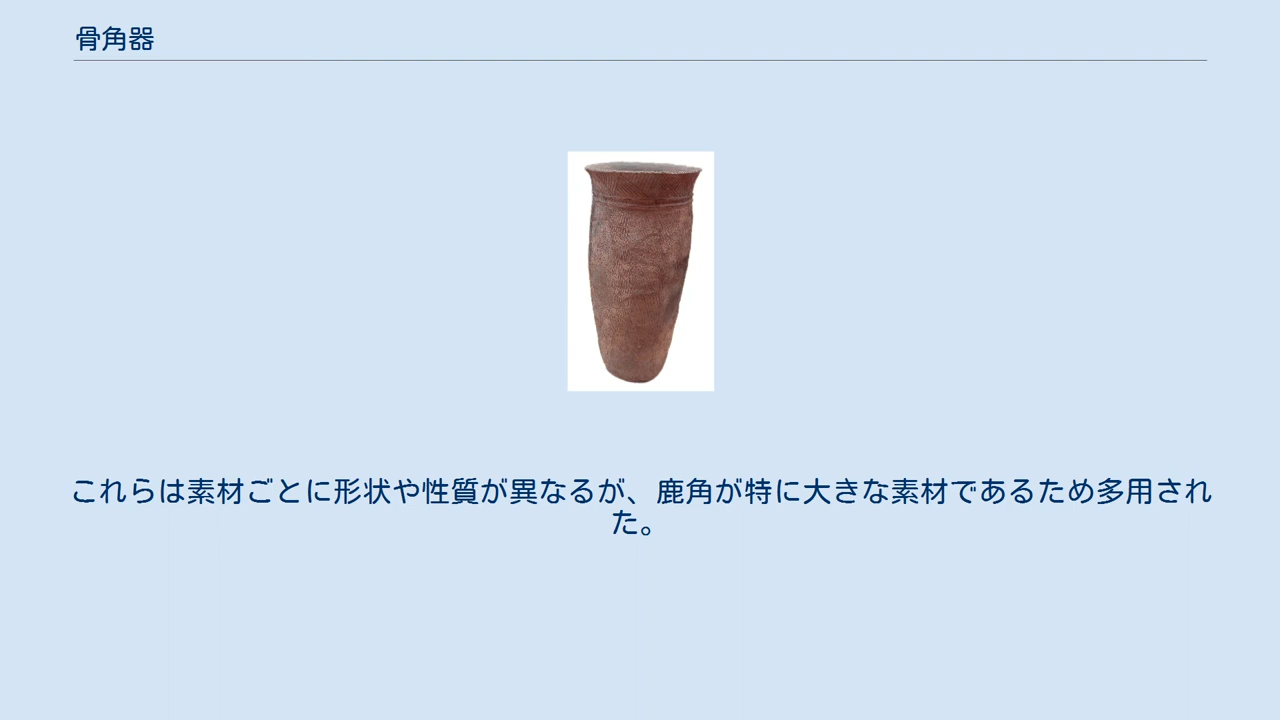 骨角器
これらは素材ごとに形状や性質が異なるが、鹿角が特に大きな素材であるため多用され
た。